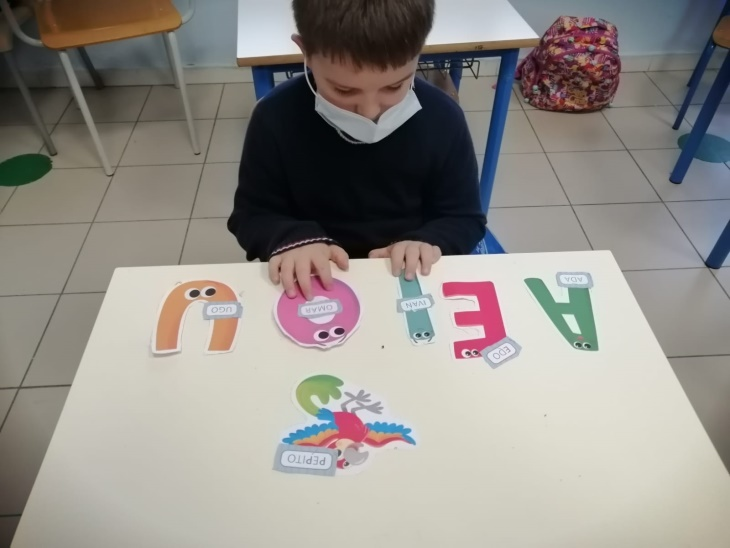 PEPITO
A E I O U
ADA EDO IVAN OMAR UGO